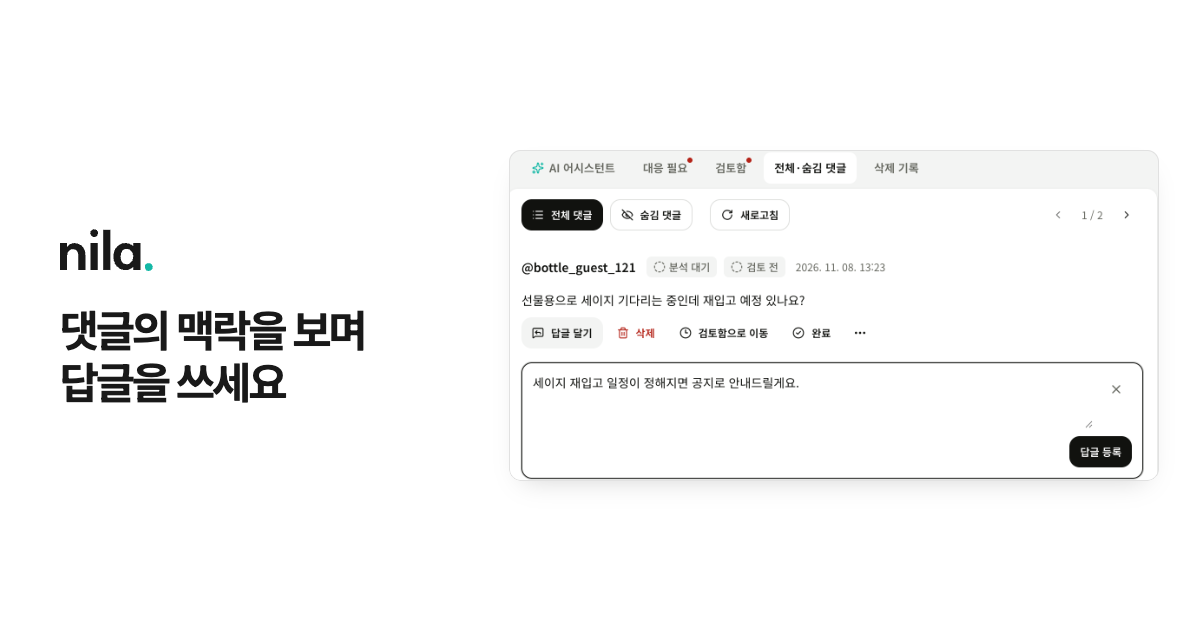 nila.
댓글의 맥락을 보며
답글을 쓰세요
AI 어시스턴트 대응 필요 검토함 전체·숨김 댓글 삭제 기록
전체 댓글 숨김 댓글 새로고침 1 / 2
@bottle_guest_121 분석 대기 검토 전 2026. 11. 08. 13:23
선물용으로 세이지 기다리는 중인데 재입고 예정 있나요?
답글 달기 삭제 검토함으로 이동 완료
세이지 재입고 일정이 정해지면 공지로 안내드릴게요.
답글 등록